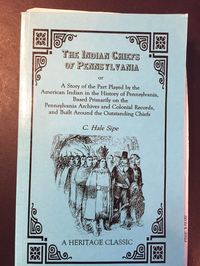 THE INDIAN CHIEFS
OF PENNSYLVANIA
or
A Story of the Part Played by the
American Indian in the History of Pennsylvania,
Based Primarily on the
Pennsylvania Archives and Colonial Records,
and Built Around the Outstanding Chiefs
C. Hale Sipe
A HERITAGE CLASSIC